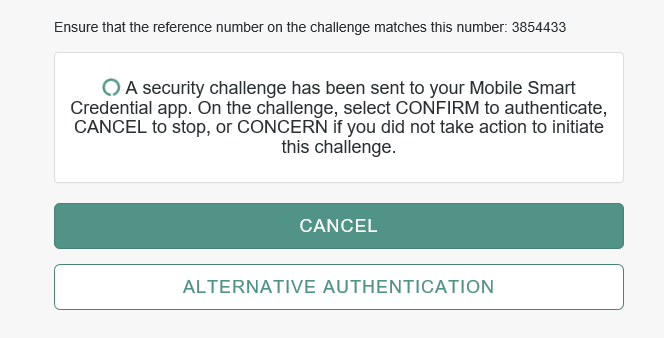 Ensure that the reference number on the challenge matches this number: 3854433
A security challenge has been sent to your Mobile Smart
Credential app. On the challenge, select CONFIRM to authenticate,
CANCEL to stop, or CONCERN if you did not take action to initiate
this challenge.
CANCEL
ALTERNATIVE AUTHENTICATION